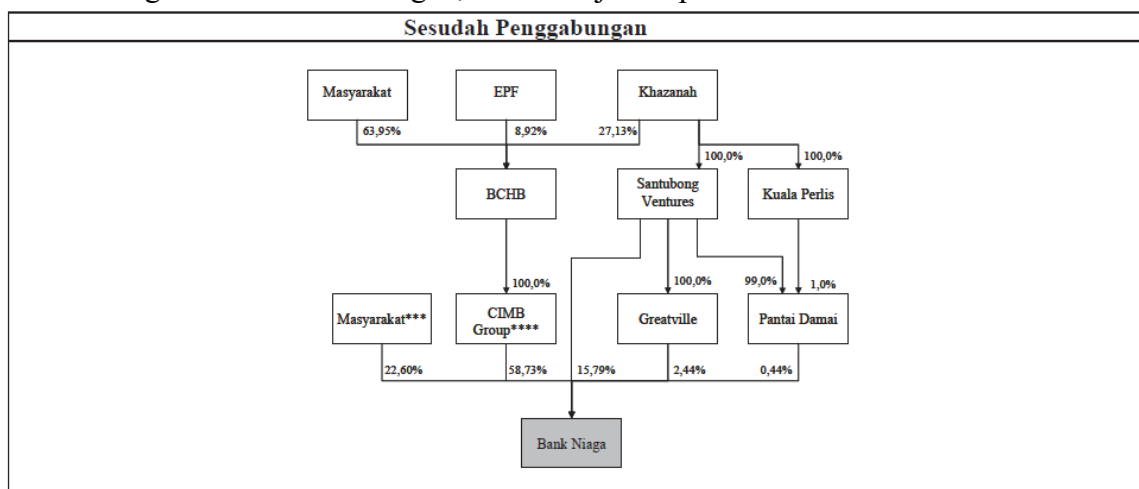 Sesudah Penggabungan
Masyarakat
EPF
Khazanah
63,95%
8,92%
27,13%
100,0%
100,0%
BCHB
Santubong
Ventures
Kuala Perlis
100,0%
100,0%
99,0%
1,0%
Masyarakat***
CIMB
Group****
Greatville
Pantai Damai
22,60%
58,73%
15,79%
2,44%
0,44%
Bank Niaga